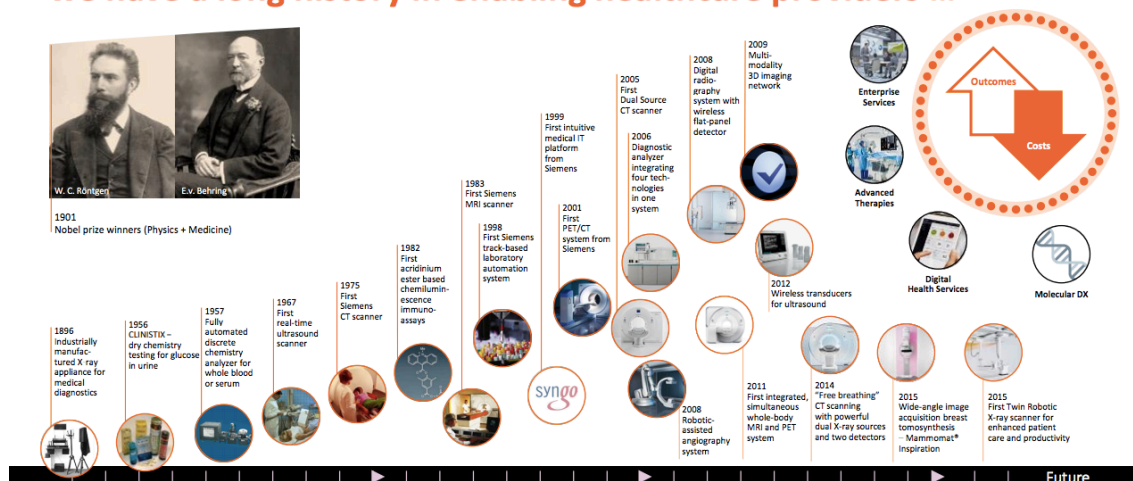 We have a long history in enabling healthcare providers ...
W. C. Röntgen
E.v. Behring
1901
Nobel prize winners (Physics + Medicine)
1896
Industrially
manufac-
tured X ray
appliance for
medical
diagnostics
1956
CLINISTIX –
dry chemistry
testing for glucose
in urine
1957
Fully
automated
discrete
chemistry
analyzer for
whole blood
or serum
1967
First
real-time
ultrasound
scanner
1975
First
Siemens
CT scanner
1982
First
acridinium
ester based
chemilumin-
escence
immuno-
assays
1983
First Siemens
MRI scanner
1998
First Siemens
track-based
laboratory
automation
system
1999
First intuitive
medical IT
platform
from
Siemens
syngo
2001
First
PET/CT
system from
Siemens
2005
First
Dual Source
CT scanner
2006
Diagnostic
analyzer
integrating
four tech-
nologies
in one
system
2008
Digital
radio-
graphy
system with
wireless
flat-panel
detector
2008
Robotic-
assisted
angiography
system
2009
Multi-
modality
3D imaging
network
2011
First integrated,
simultaneous
whole-body
MRI and PET
system
2012
Wireless transducers
for ultrasound
2014
"Free breathing"
CT scanning
with powerful
dual X-ray sources
and two detectors
2015
Wide-angle image
acquisition breast
tomosynthesis
– Mammomat®
Inspiration
2015
First Twin Robotic
X-ray scanner for
enhanced patient
care and productivity
Enterprise
Services
Advanced
Therapies
Digital
Health Services
Molecular DX
Outcomes
Costs
Future